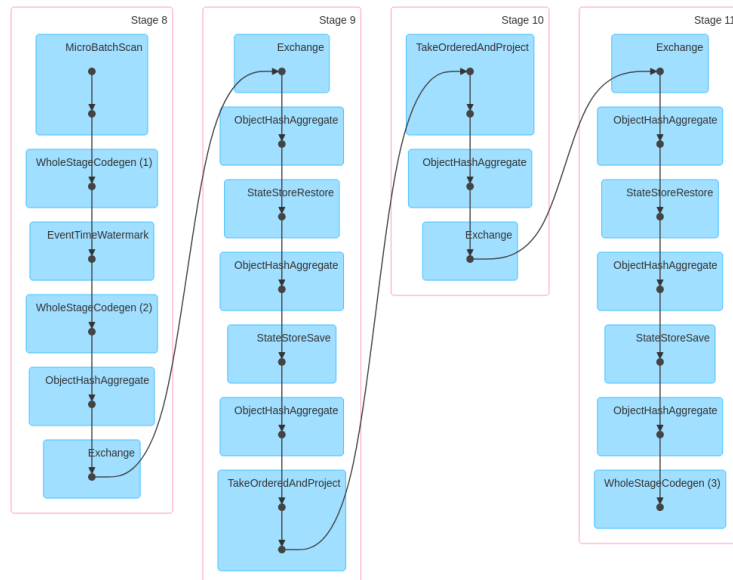 Stage 8
MicroBatchScan
WholeStageCodegen (1)
EventTimeWatermark
WholeStageCodegen (2)
ObjectHashAggregate
Exchange
Stage 9
Exchange
ObjectHashAggregate
StateStoreRestore
ObjectHashAggregate
StateStoreSave
ObjectHashAggregate
TakeOrderedAndProject
Stage 10
TakeOrderedAndProject
ObjectHashAggregate
Exchange
Stage 11
Exchange
ObjectHashAggregate
StateStoreRestore
ObjectHashAggregate
StateStoreSave
ObjectHashAggregate
WholeStageCodegen (3)